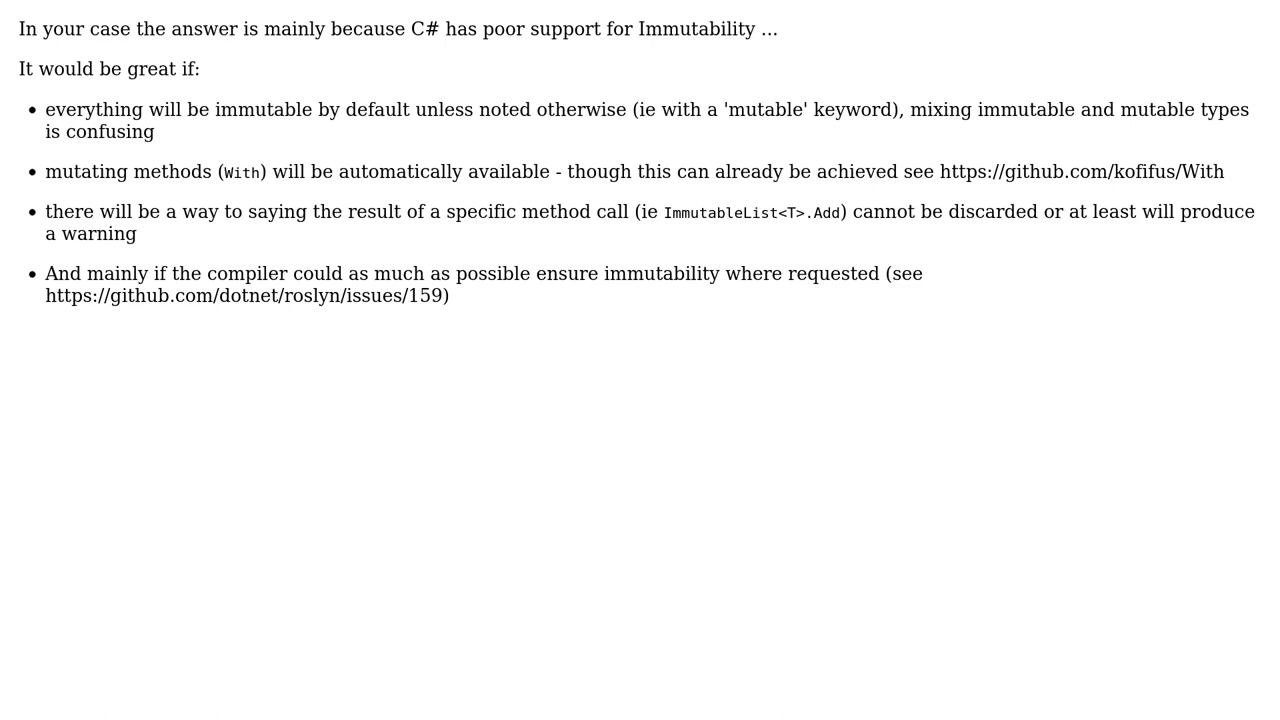 In your case the answer is mainly because C# has poor support for Immutability ...
It would be great if:
• everything will be immutable by default unless noted otherwise (ie with a 'mutable' keyword), mixing immutable and mutable types
is confusing
• mutating methods (With) will be automatically available - though this can already be achieved see https://github.com/kofifus/With
• there will be a way to saying the result of a specific method call (ie ImmutableList<T>.Add) cannot be discarded or at least will produce
a warning
• And mainly if the compiler could as much as possible ensure immutability where requested (see
https://github.com/dotnet/roslyn/issues/159)